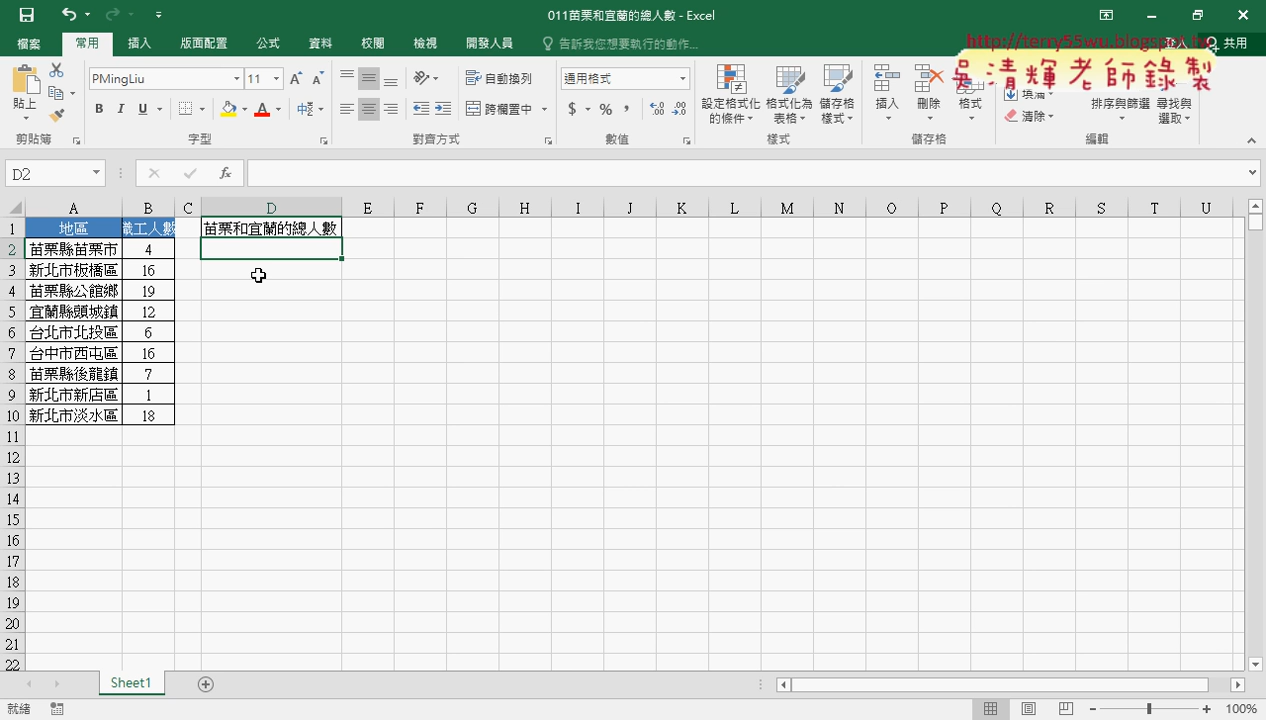 011苗栗和宜蘭的總人數 - Excel
檔案 常用 插入 版面配置 公式 資料 校閱 檢視 開發人員 告訴我您想要執行的動作... 共用
http://terry55wu.blogspot.tw
吳清輝老師錄製
貼上
PMingLiu 11
B I U
自動換列
跨欄置中
通用格式
$ % ,
設定格式化的條件
格式化為表格
儲存格樣式
插入 刪除 格式
清除
排序與篩選
尋找與選取
剪貼簿 字型 對齊方式 數值 樣式 儲存格 編輯
D2 fx
A B C D E F G H I J K L M N O P Q R S T U
1 地區 職工人數 苗栗和宜蘭的總人數
2 苗栗縣苗栗市 4
3 新北市板橋區 16
4 苗栗縣公館鄉 19
5 宜蘭縣頭城鎮 12
6 台北市北投區 6
7 台中市西屯區 16
8 苗栗縣後龍鎮 7
9 新北市新店區 1
10 新北市淡水區 18
11
12
13
14
15
16
17
18
19
20
21
22
Sheet1
就緒 100%